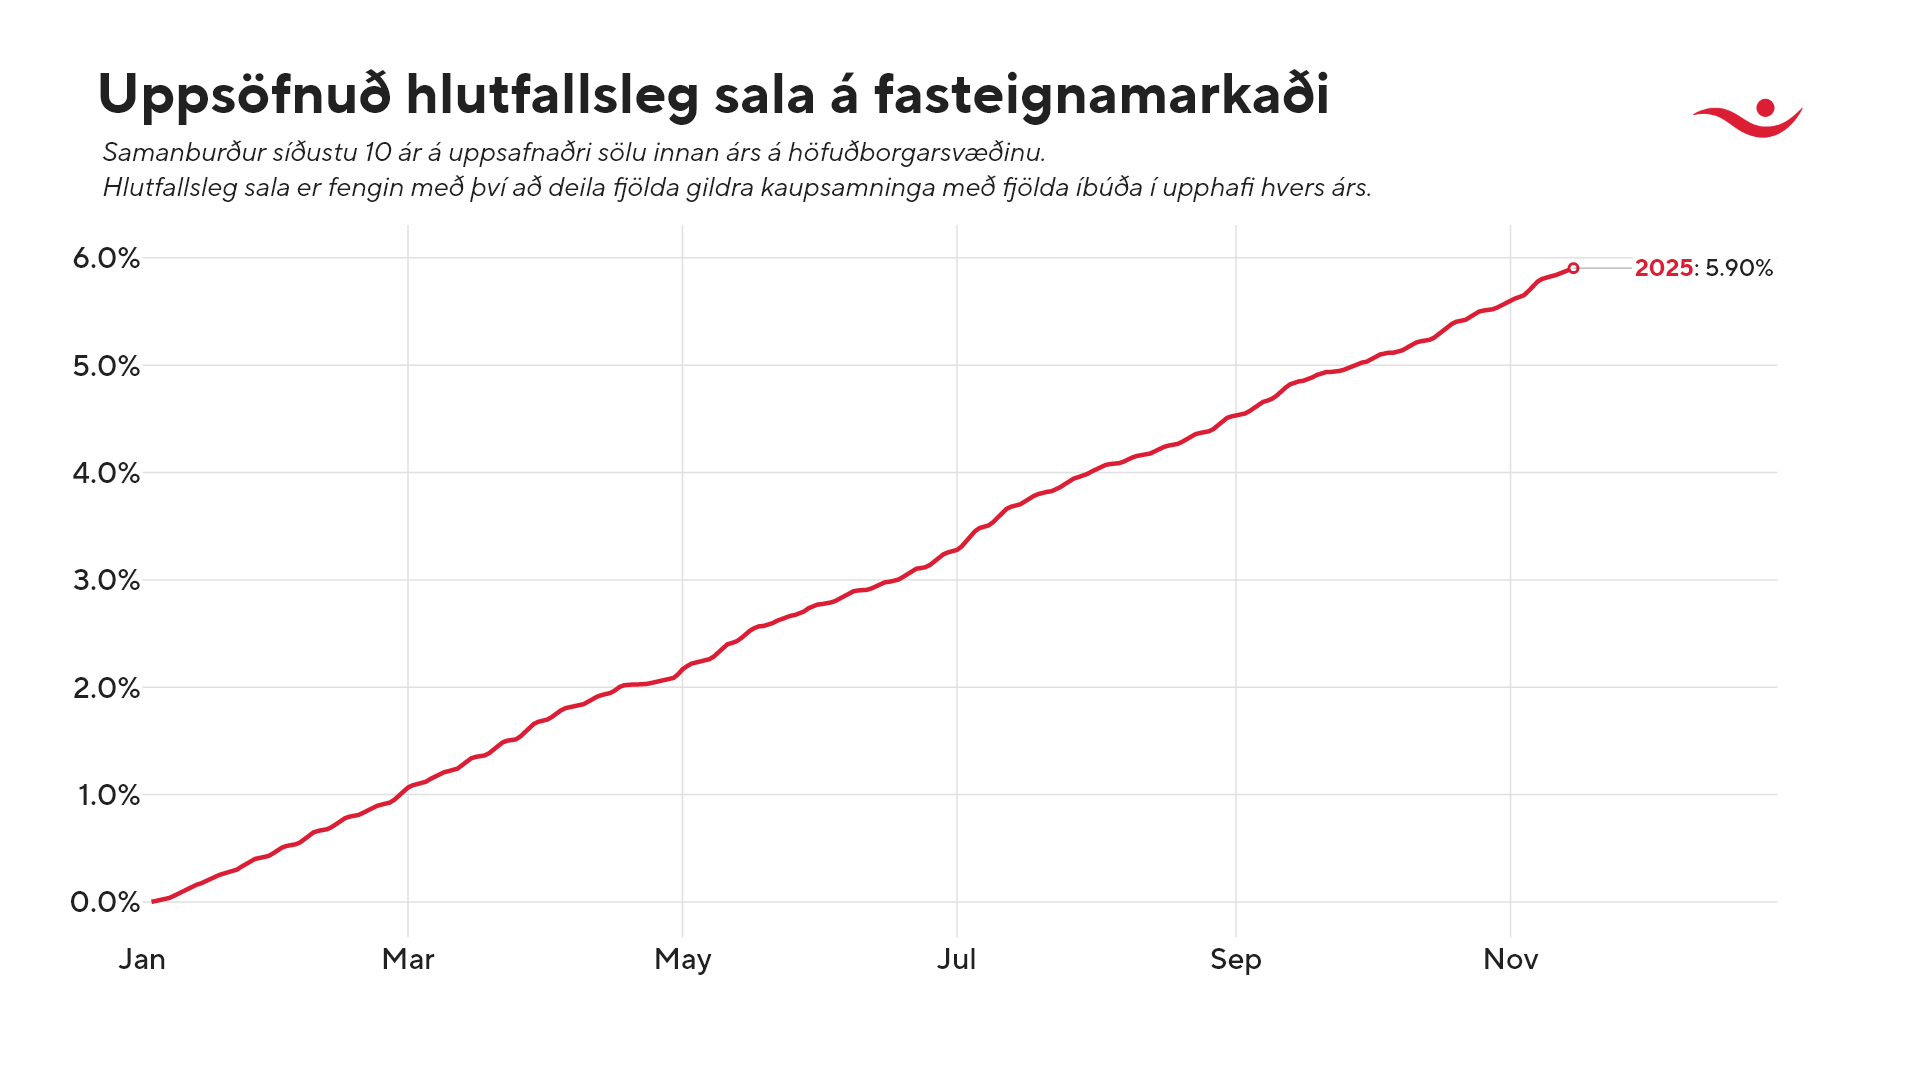 Uppsöfnuð hlutfallsleg sala á fasteignamarkaði
Samanburður síðustu 10 ár á uppsafnaðri sölu innan árs á höfuðborgarsvæðinu.
Hlutfallsleg sala er fengin með því að deila fjölda gildra kaupsamninga með fjölda íbúða í upphafi hvers árs.
6.0%
2025: 5.90%
5.0%
4.0%
3.0%
2.0%
1.0%
0.0%
Jan Mar May Jul Sep Nov